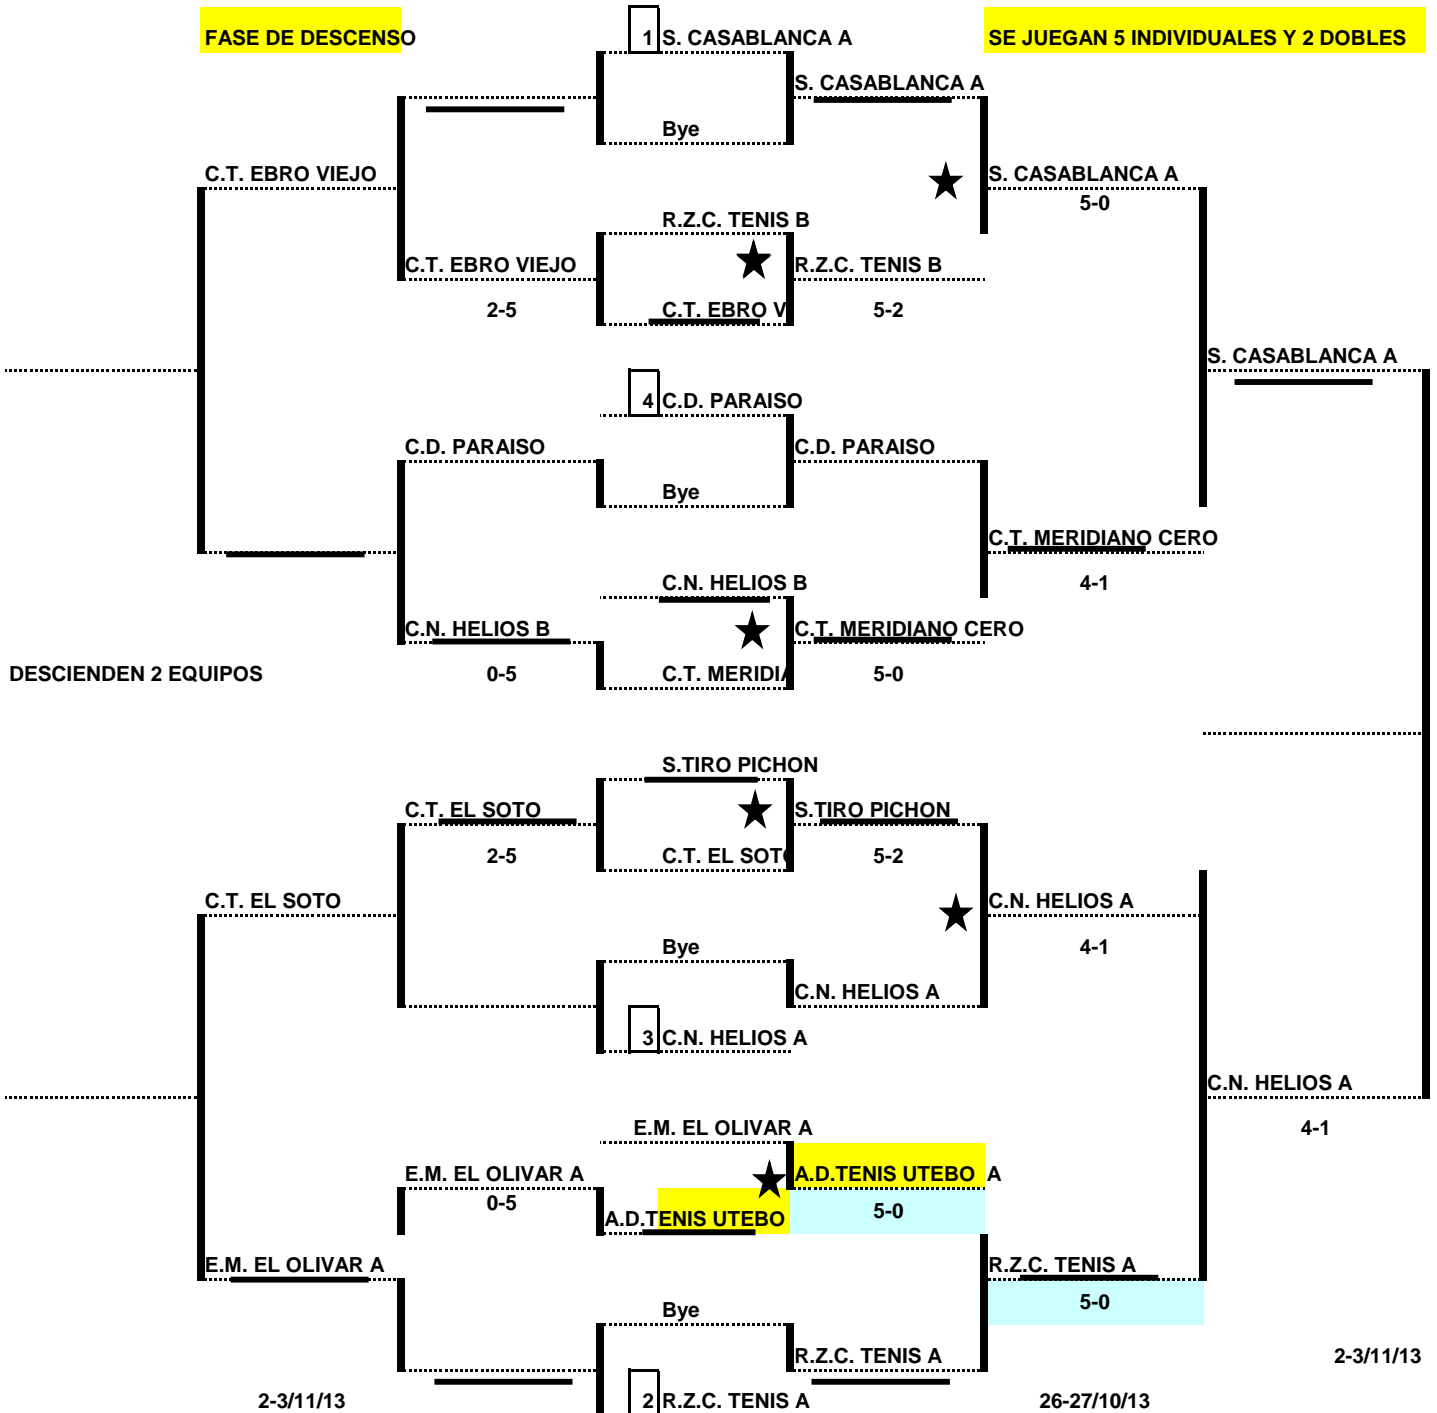 FASE DE DESCENSO
1 S. CASABLANCA A
SE JUEGAN 5 INDIVIDUALES Y 2 DOBLES
S. CASABLANCA A
Bye
C.T. EBRO VIEJO
S. CASABLANCA A
5-0
R.Z.C. TENIS B
C.T. EBRO VIEJO
R.Z.C. TENIS B
2-5
C.T. EBRO V
5-2
S. CASABLANCA A
4 C.D. PARAISO
C.D. PARAISO
C.D. PARAISO
Bye
C.T. MERIDIANO CERO
C.N. HELIOS B
4-1
C.N. HELIOS B
C.T. MERIDIANO CERO
DESCIENDEN 2 EQUIPOS
0-5
C.T. MERIDIA
5-0
S.TIRO PICHON
C.T. EL SOTO
S.TIRO PICHON
2-5
C.T. EL SOTO
5-2
C.T. EL SOTO
C.N. HELIOS A
Bye
4-1
C.N. HELIOS A
3 C.N. HELIOS A
C.N. HELIOS A
E.M. EL OLIVAR A
4-1
E.M. EL OLIVAR A
A.D.TENIS UTEBO A
0-5
A.D.TENIS UTEBO
5-0
E.M. EL OLIVAR A
R.Z.C. TENIS A
Bye
5-0
R.Z.C. TENIS A
2-3/11/13
2-3/11/13
2 R.Z.C. TENIS A
26-27/10/13